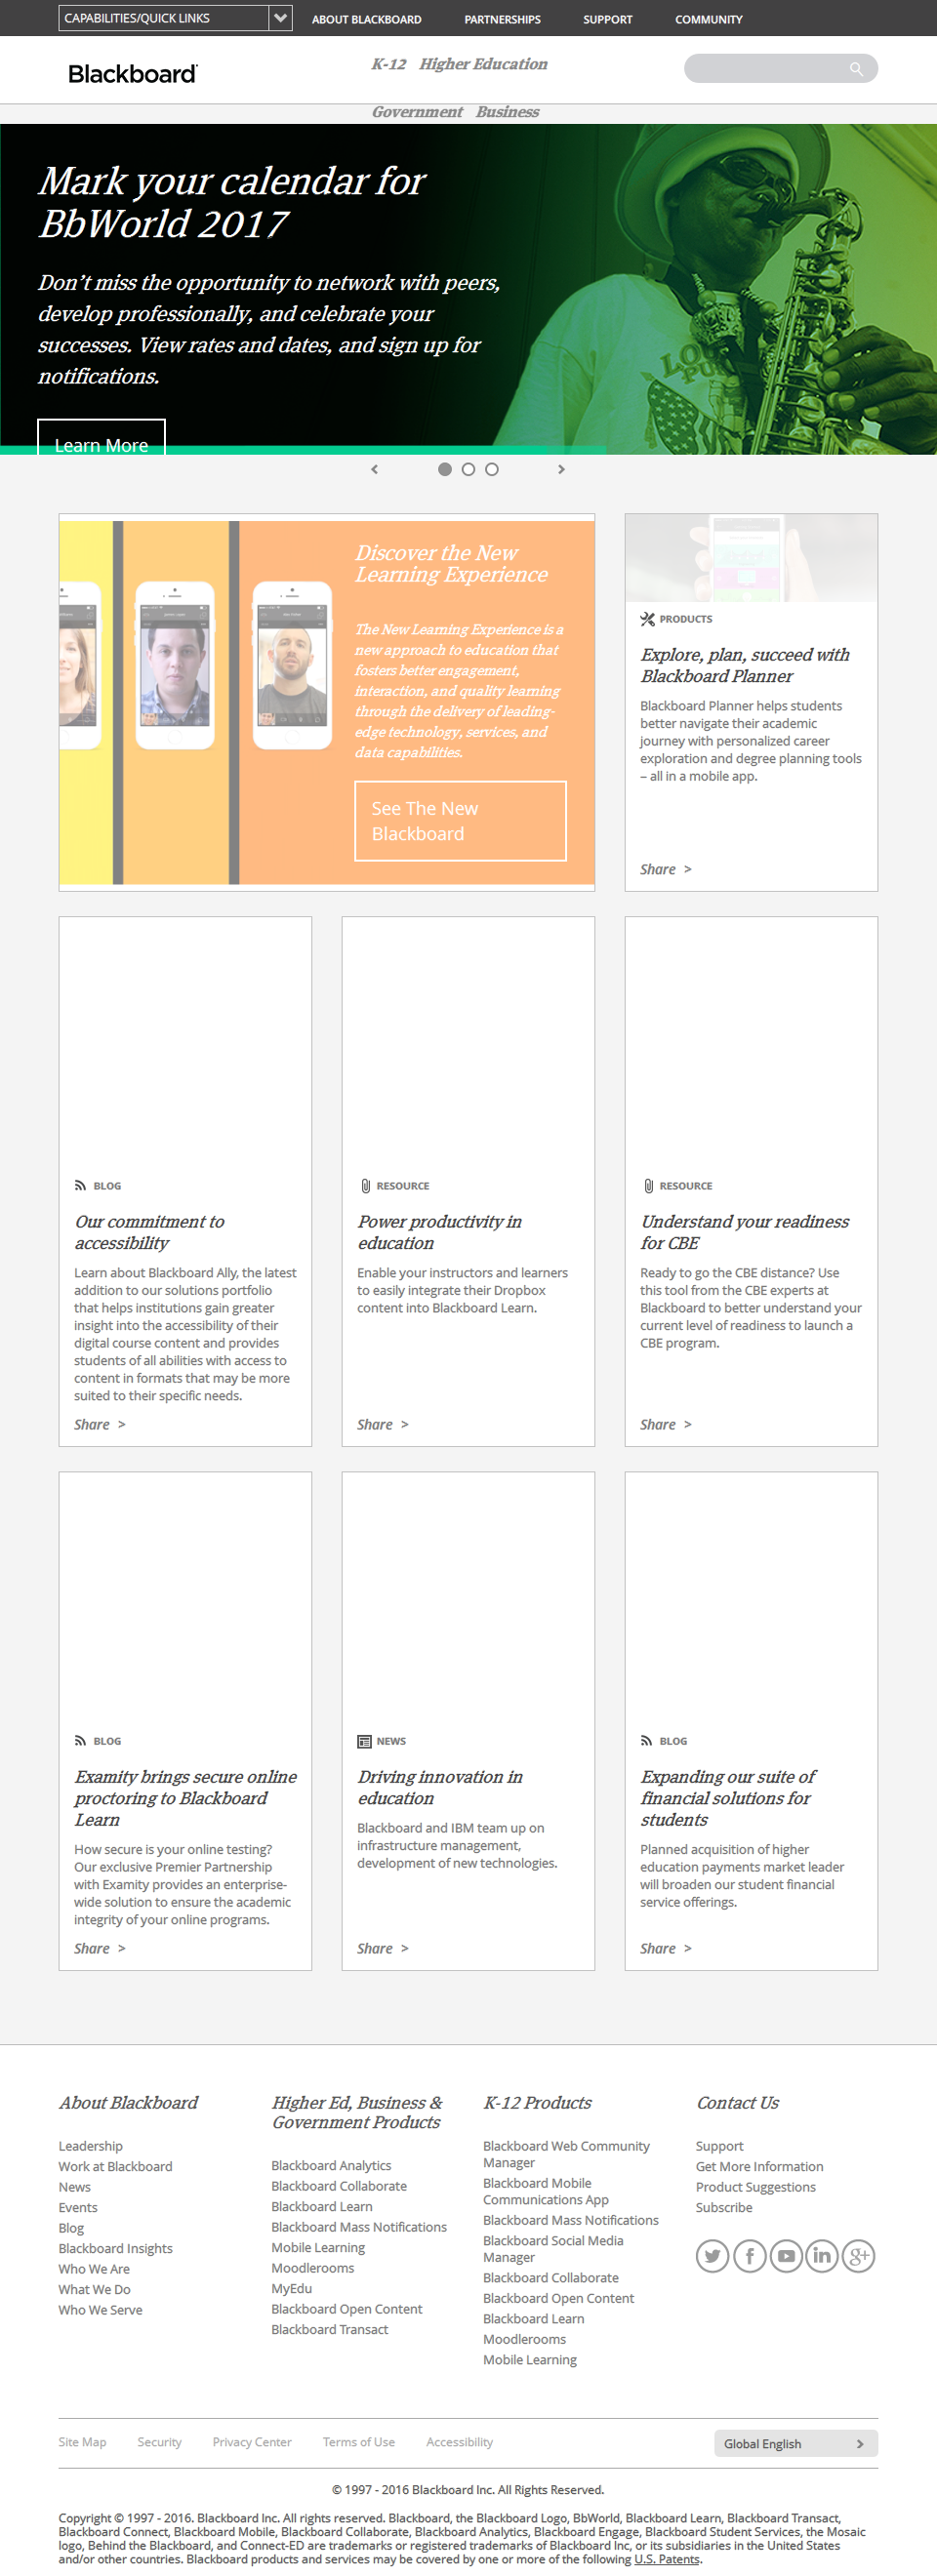 CAPABILITIES/QUICK LINKS
ABOUT BLACKBOARD
PARTNERSHIPS
SUPPORT
COMMUNITY
Blackboard
K-12 Higher Education
Government Business
Mark your calendar for
BbWorld 2017
Don't miss the opportunity to network with peers,
develop professionally, and celebrate your
successes. View rates and dates, and sign up for
notifications.
Learn More
Discover the New
Learning Experience
The New Learning Experience is a
new approach to education that
fosters better engagement,
interaction, and quality learning
through the delivery of leading-
edge technology, services, and
data capabilities.
See The New
Blackboard
PRODUCTS
Explore, plan, succeed with
Blackboard Planner
Blackboard Planner helps students
better navigate their academic
journey with personalized career
exploration and degree planning tools
– all in a mobile app.
Share >
BLOG
Our commitment to
accessibility
Learn about Blackboard Ally, the latest
addition to our solutions portfolio
that helps institutions gain greater
insight into the accessibility of their
digital course content and provides
students of all abilities with access to
content in formats that may be more
suited to their specific needs.
Share >
RESOURCE
Power productivity in
education
Enable your instructors and learners
to easily integrate their Dropbox
content into Blackboard Learn.
Share >
RESOURCE
Understand your readiness
for CBE
Ready to go the CBE distance? Use
this tool from the CBE experts at
Blackboard to better understand your
current level of readiness to launch a
CBE program.
Share >
BLOG
Examity brings secure online
proctoring to Blackboard
Learn
How secure is your online testing?
Our exclusive Premier Partnership
with Examity provides an enterprise-
wide solution to ensure the academic
integrity of your online programs.
Share >
NEWS
Driving innovation in
education
Blackboard and IBM team up on
infrastructure management,
development of new technologies.
Share >
BLOG
Expanding our suite of
financial solutions for
students
Planned acquisition of higher
education payments market leader
will broaden our student financial
service offerings.
Share >
About Blackboard
Leadership
Work at Blackboard
News
Events
Blog
Blackboard Insights
Who We Are
What We Do
Who We Serve
Higher Ed, Business &
Government Products
Blackboard Analytics
Blackboard Collaborate
Blackboard Learn
Blackboard Mass Notifications
Mobile Learning
Moodlerooms
MyEdu
Blackboard Open Content
Blackboard Transact
K-12 Products
Blackboard Web Community
Manager
Blackboard Mobile
Communications App
Blackboard Mass Notifications
Blackboard Social Media
Manager
Blackboard Collaborate
Blackboard Open Content
Blackboard Learn
Moodlerooms
Mobile Learning
Contact Us
Support
Get More Information
Product Suggestions
Subscribe
Site Map
Security
Privacy Center
Terms of Use
Accessibility
Global English
© 1997 - 2016 Blackboard Inc. All Rights Reserved.
Copyright © 1997 - 2016. Blackboard Inc. All rights reserved. Blackboard, the Blackboard Logo, BbWorld, Blackboard Learn, Blackboard Transact,
Blackboard Connect, Blackboard Mobile, Blackboard Collaborate, Blackboard Analytics, Blackboard Engage, Blackboard Student Services, the Mosaic
logo, Behind the Blackboard, and Connect-ED are trademarks or registered trademarks of Blackboard Inc, or its subsidiaries in the United States
and/or other countries. Blackboard products and services may be covered by one or more of the following U.S. Patents.